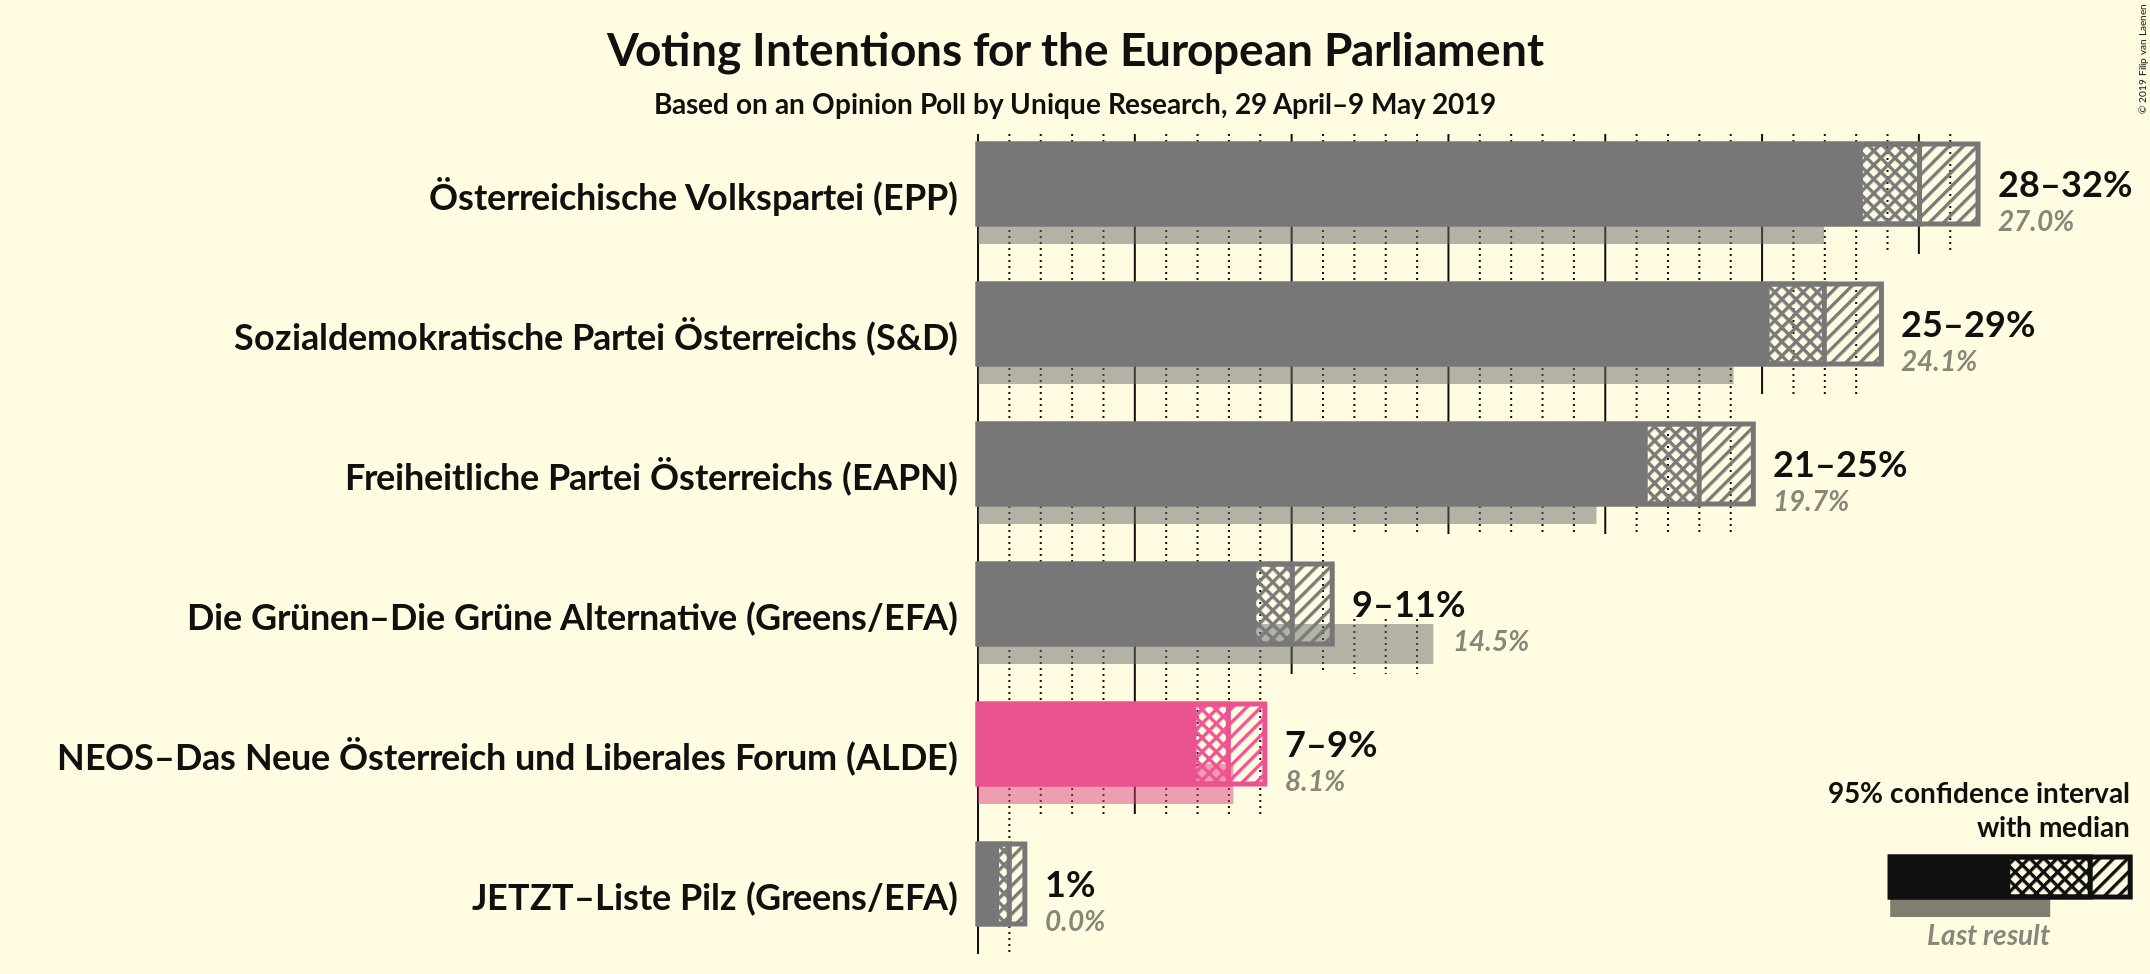 Voting Intentions for the European Parliament
Based on an Opinion Poll by Unique Research, 29 April–9 May 2019
© 2019 Filip van Laenen
Österreichische Volkspartei (EPP)
28–32%
27.0%
Sozialdemokratische Partei Österreichs (S&D)
25–29%
24.1%
Freiheitliche Partei Österreichs (EAPN)
21–25%
19.7%
Die Grünen–Die Grüne Alternative (Greens/EFA)
9–11%
14.5%
NEOS–Das Neue Österreich und Liberales Forum (ALDE)
7–9%
8.1%
JETZT–Liste Pilz (Greens/EFA)
1%
0.0%
95% confidence interval
with median
Last result